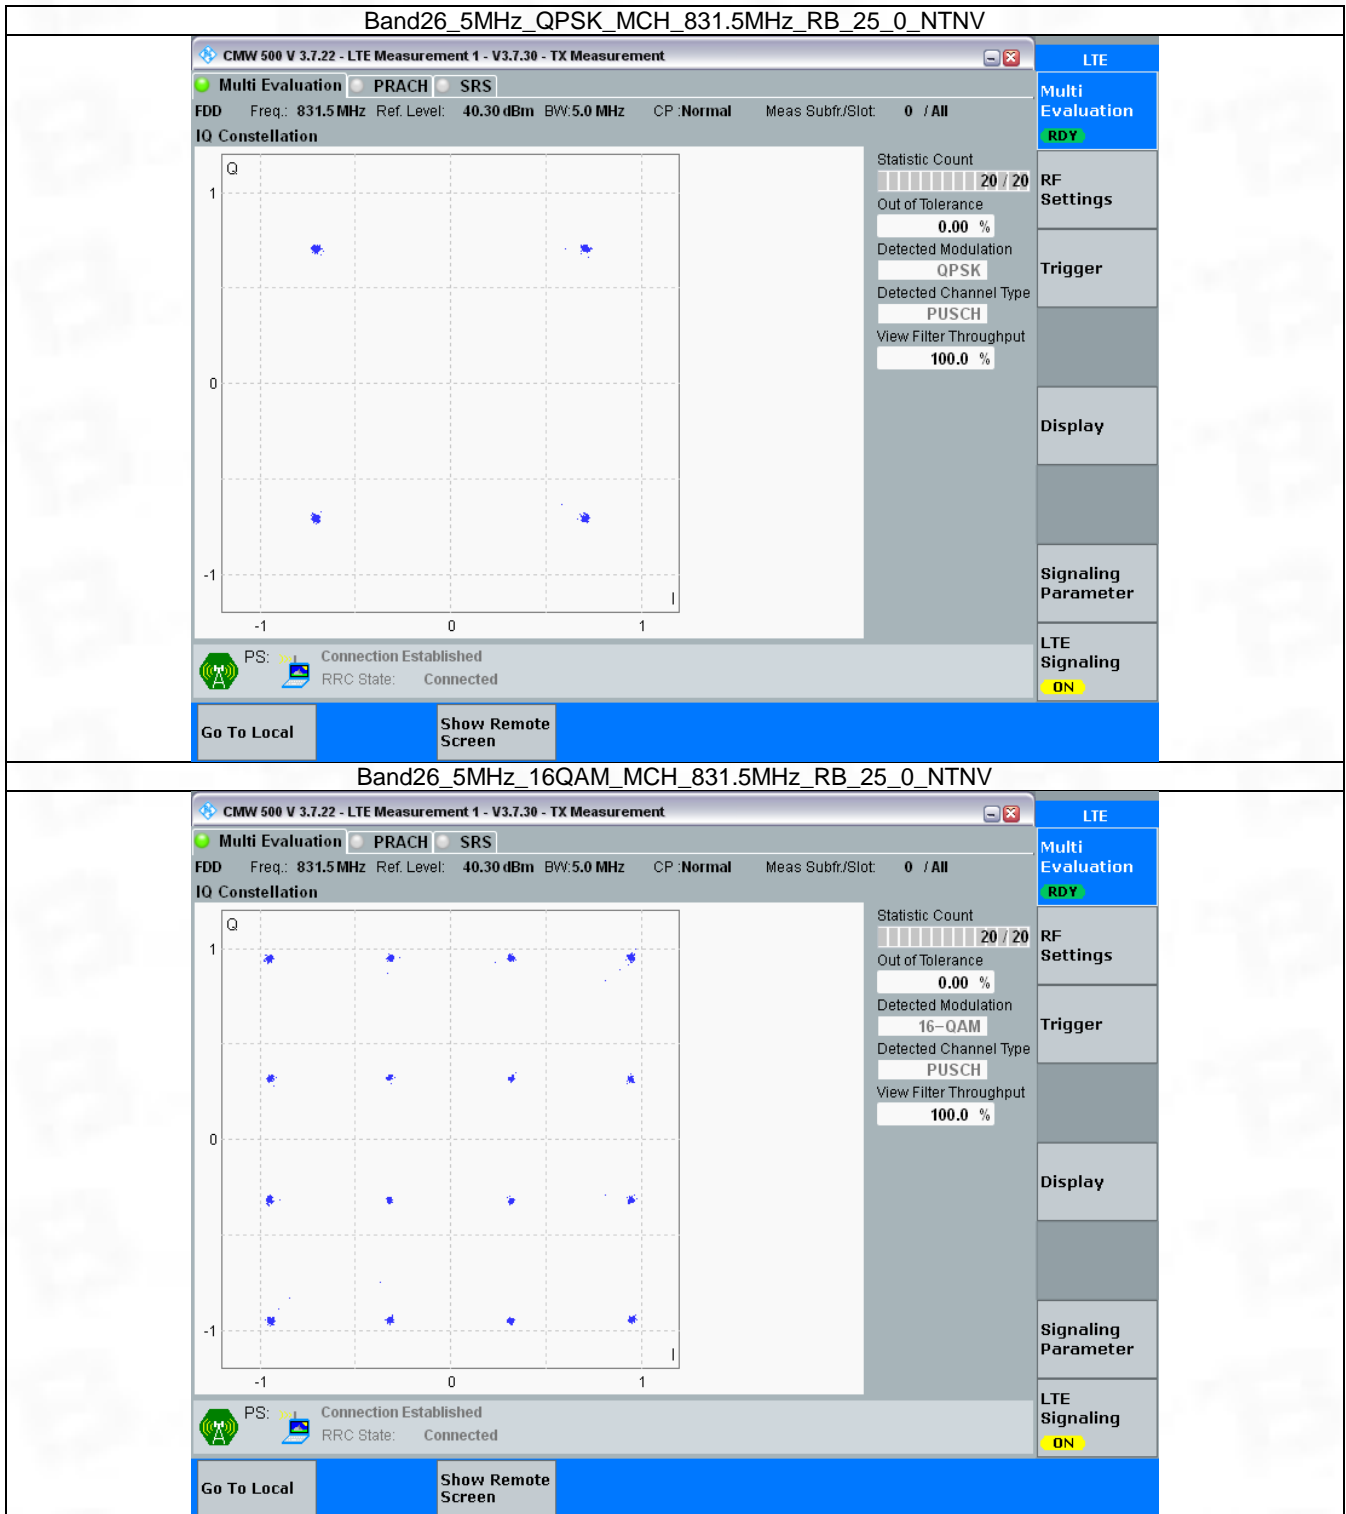 Band26_5MHz_QPSK_MCH_831.5MHz_RB_25_0_NTNV
CMW 500 V 3.7.22 - LTE Measurement 1 - V3.7.30 - TX Measurement
LTE
Multi Evaluation PRACH SRS
Multi
Evaluation
RDY
FDD Freq.: 831.5 MHz Ref. Level: 40.30 dBm BW:5.0 MHz CP :Normal Meas Subfr./Slot: 0 / All
IQ Constellation
Q
1
0
-1
I
-1 0 1
Statistic Count
20 / 20
Out of Tolerance
0.00 %
Detected Modulation
QPSK
Detected Channel Type
PUSCH
View Filter Throughput
100.0 %
RF
Settings
Trigger
Display
Signaling
Parameter
LTE
Signaling
ON
PS: Connection Established
RRC State: Connected
Go To Local
Show Remote
Screen
Band26_5MHz_16QAM_MCH_831.5MHz_RB_25_0_NTNV
CMW 500 V 3.7.22 - LTE Measurement 1 - V3.7.30 - TX Measurement
LTE
Multi Evaluation PRACH SRS
Multi
Evaluation
RDY
FDD Freq.: 831.5 MHz Ref. Level: 40.30 dBm BW:5.0 MHz CP :Normal Meas Subfr./Slot: 0 / All
IQ Constellation
Q
1
0
-1
I
-1 0 1
Statistic Count
20 / 20
Out of Tolerance
0.00 %
Detected Modulation
16-QAM
Detected Channel Type
PUSCH
View Filter Throughput
100.0 %
RF
Settings
Trigger
Display
Signaling
Parameter
LTE
Signaling
ON
PS: Connection Established
RRC State: Connected
Go To Local
Show Remote
Screen